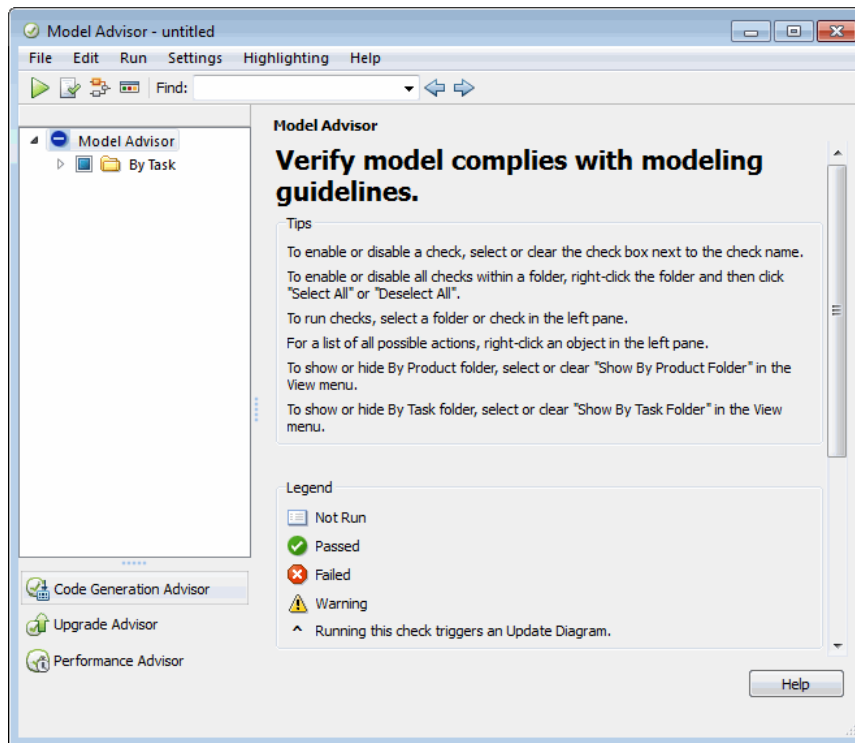 Model Advisor - untitled
File Edit Run Settings Highlighting Help
Find:
Model Advisor
By Task
Model Advisor
Verify model complies with modeling
guidelines.
Tips
To enable or disable a check, select or clear the check box next to the check name.
To enable or disable all checks within a folder, right-click the folder and then click
"Select All" or "Deselect All".
To run checks, select a folder or check in the left pane.
For a list of all possible actions, right-click an object in the left pane.
To show or hide By Product folder, select or clear "Show By Product Folder" in the
View menu.
To show or hide By Task folder, select or clear "Show By Task Folder" in the View
menu.
Legend
Not Run
Passed
Failed
Warning
^ Running this check triggers an Update Diagram.
Code Generation Advisor
Upgrade Advisor
Performance Advisor
Help